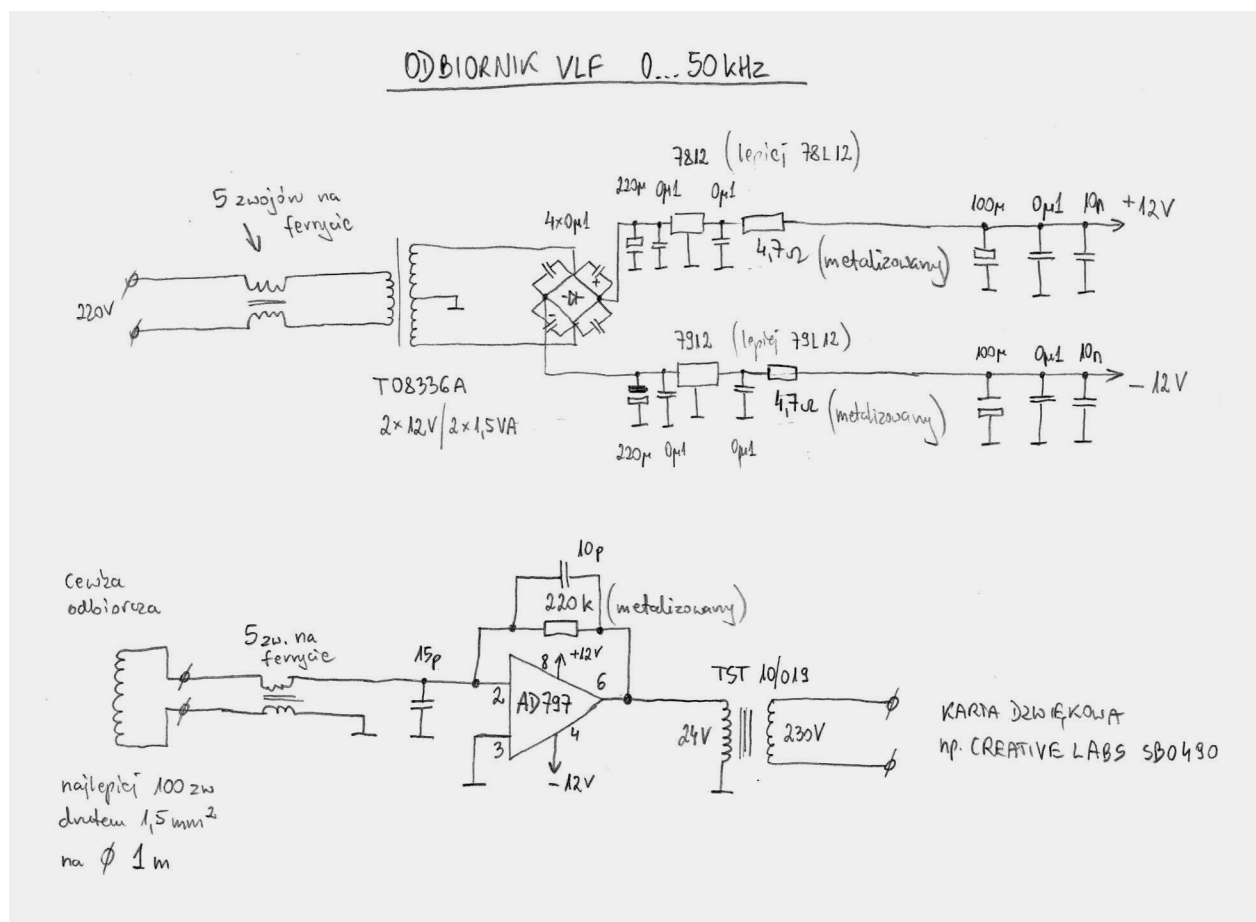 ODBIORNIK VLF 0...50kHz
7812 (lepiej 78L12)
5 zwojów na
ferrycie
220µ 0µ1 0µ1
4×0µ1
100µ 0µ1 10n +12V
4,7Ω (metalizowany)
220V
+
-
7912 (lepiej 79L12)
100µ 0µ1 10n
-12V
TO8336A
2×12V/2×1,5VA
4,7Ω (metalizowany)
220µ 0µ1 0µ1
10p
220k (metalizowany)
cewka
odbiorcza
5 zw. na
ferrycie
15p
8 +12V
2 AD797 6
3 4
-12V
TST 10/019
24V 230V
KARTA DZWIĘKOWA
np. CREATIVE LABS SB0490
najlepiej 100 zw
drutem 1,5mm²
na ϕ 1m